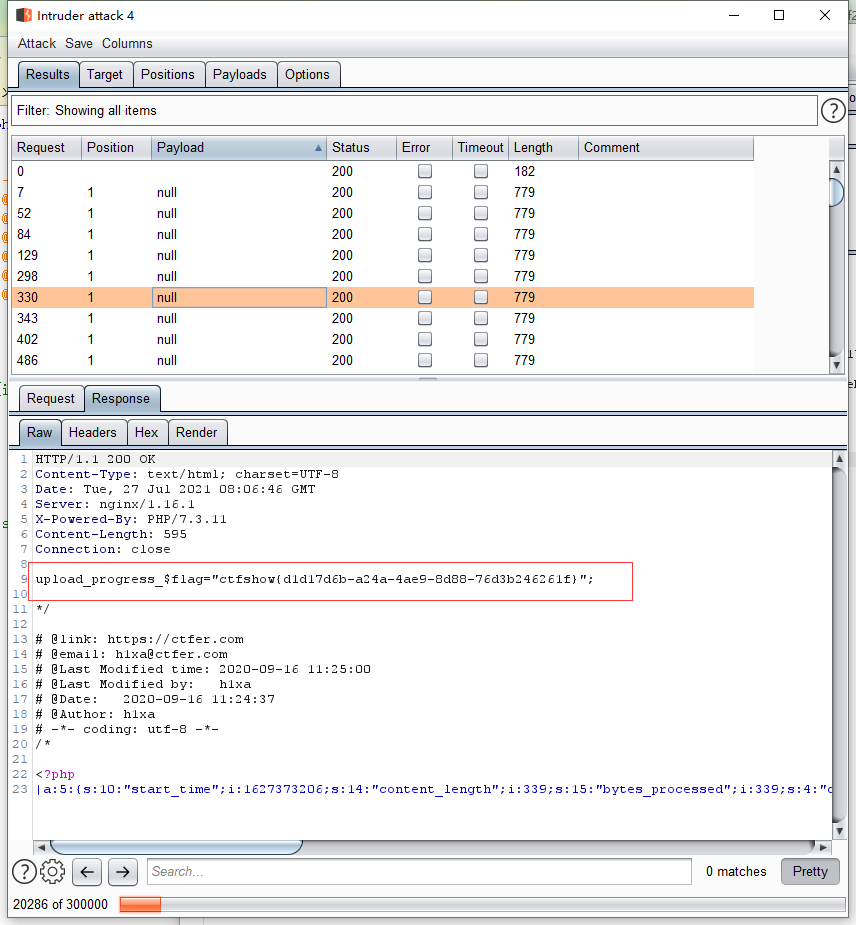 Intruder attack 4
Attack Save Columns
Results Target Positions Payloads Options
Filter: Showing all items
Request Position Payload Status Error Timeout Length Comment
0 200 182
7 1 null 200 779
52 1 null 200 779
84 1 null 200 779
129 1 null 200 779
298 1 null 200 779
330 1 null 200 779
343 1 null 200 779
402 1 null 200 779
486 1 null 200 779
Request Response
Raw Headers Hex Render
1 HTTP/1.1 200 OK
2 Content-Type: text/html; charset=UTF-8
3 Date: Tue, 27 Jul 2021 08:06:46 GMT
4 Server: nginx/1.16.1
5 X-Powered-By: PHP/7.3.11
6 Content-Length: 595
7 Connection: close
8
9 upload_progress_$flag="ctfshow{d1d17d6b-a24a-4ae9-8d88-76d3b246261f}";
10
11 */
12
13 # @link: https://ctfer.com
14 # @email: h1xa@ctfer.com
15 # @Last Modified time: 2020-09-16 11:25:00
16 # @Last Modified by: h1xa
17 # @Date: 2020-09-16 11:24:37
18 # @Author: h1xa
19 # -*- coding: utf-8 -*-
20 /*
21
22 <?php
23 |a:5:{s:10:"start_time";i:1627373206;s:14:"content_length";i:339;s:15:"bytes_processed";i:339;s:4:"
Search...
0 matches
Pretty
20286 of 300000